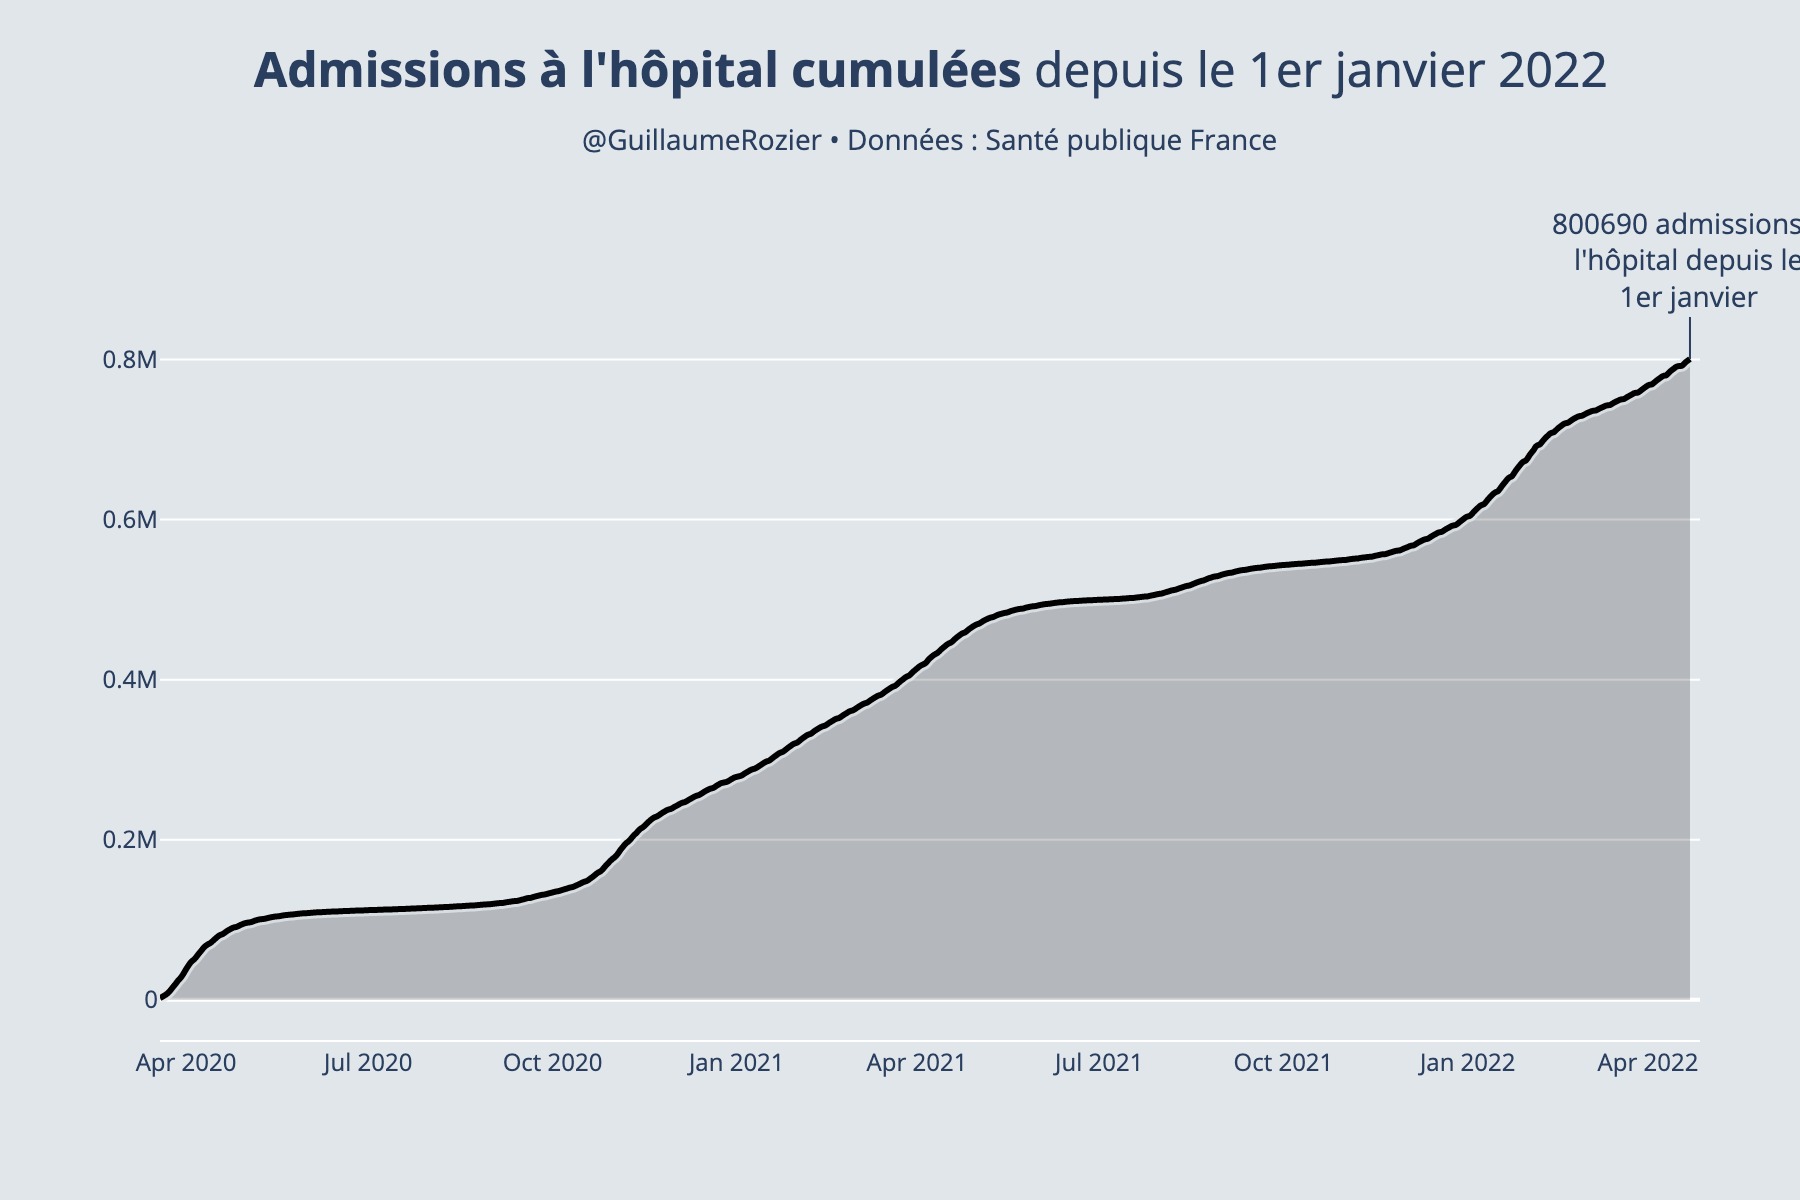 Admissions à l'hôpital cumulées depuis le 1er janvier 2022
@GuillaumeRozier • Données : Santé publique France
800690 admissions
l'hôpital depuis le
1er janvier
0.8M
0.6M
0.4M
0.2M
0
Apr 2020 Jul 2020 Oct 2020 Jan 2021 Apr 2021 Jul 2021 Oct 2021 Jan 2022 Apr 2022